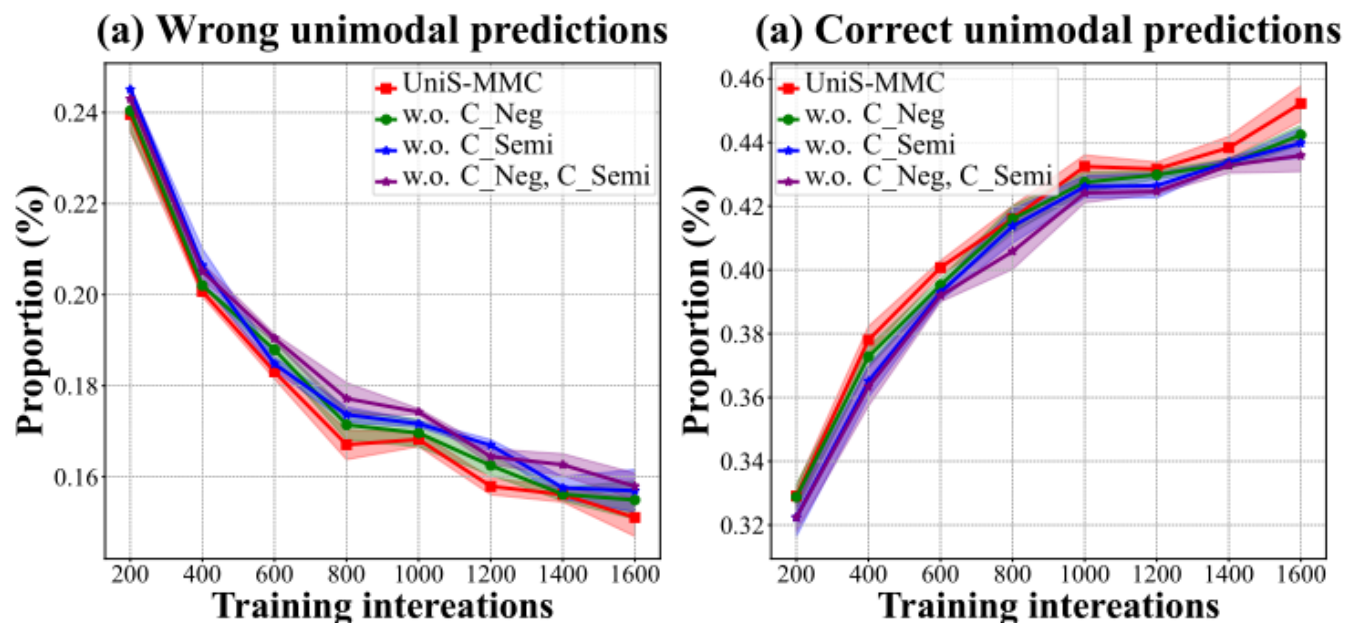 (a) Wrong unimodal predictions
Proportion (%)
0.24
0.22
0.20
0.18
0.16
UniS-MMC
w.o. C_Neg
w.o. C_Semi
w.o. C_Neg, C_Semi
200 400 600 800 1000 1200 1400 1600
Training intereations
(a) Correct unimodal predictions
Proportion (%)
0.46
0.44
0.42
0.40
0.38
0.36
0.34
0.32
UniS-MMC
w.o. C_Neg
w.o. C_Semi
w.o. C_Neg, C_Semi
200 400 600 800 1000 1200 1400 1600
Training intereations